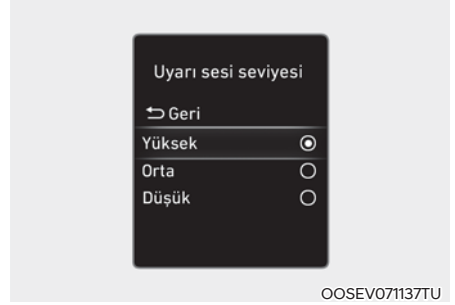 Uyarı sesi seviyesi
Geri
Yüksek
Orta
Düşük
OOSEV071137TU